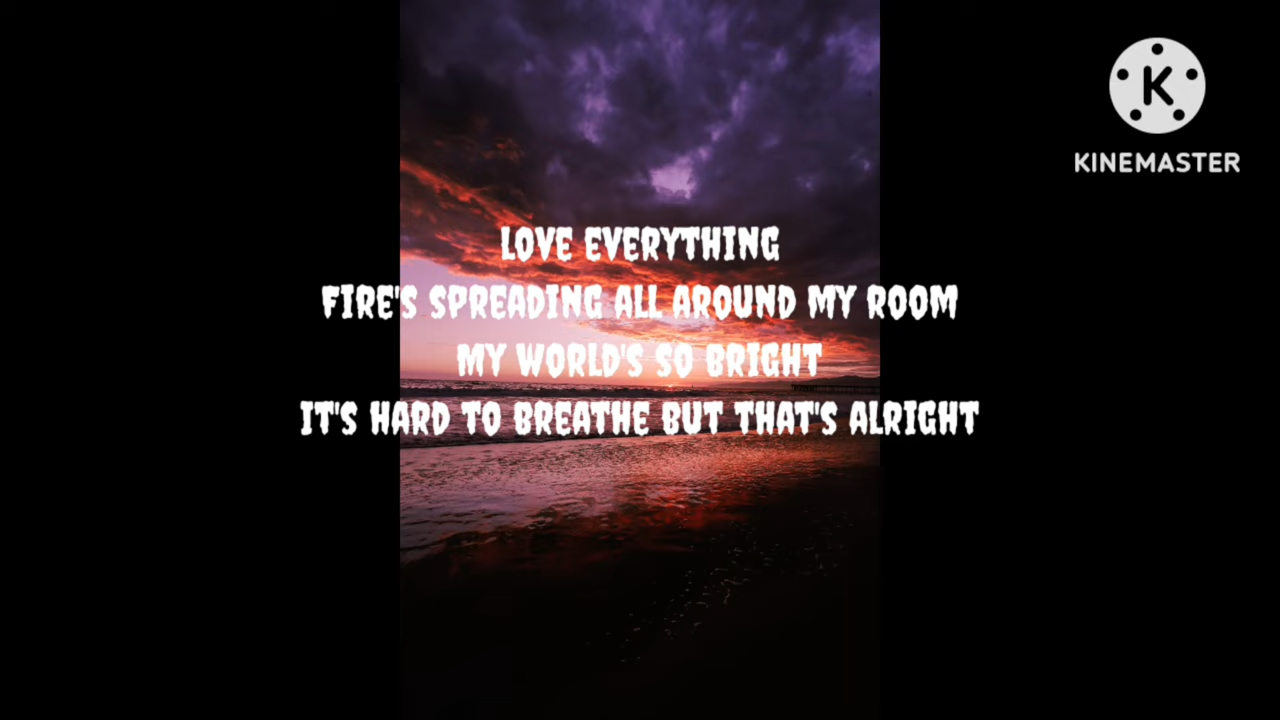 K
KINEMASTER
LOVE EVERYTHING
FIRE'S SPREADING ALL AROUND MY ROOM
MY WORLD'S SO BRIGHT
IT'S HARD TO BREATHE BUT THAT'S ALRIGHT